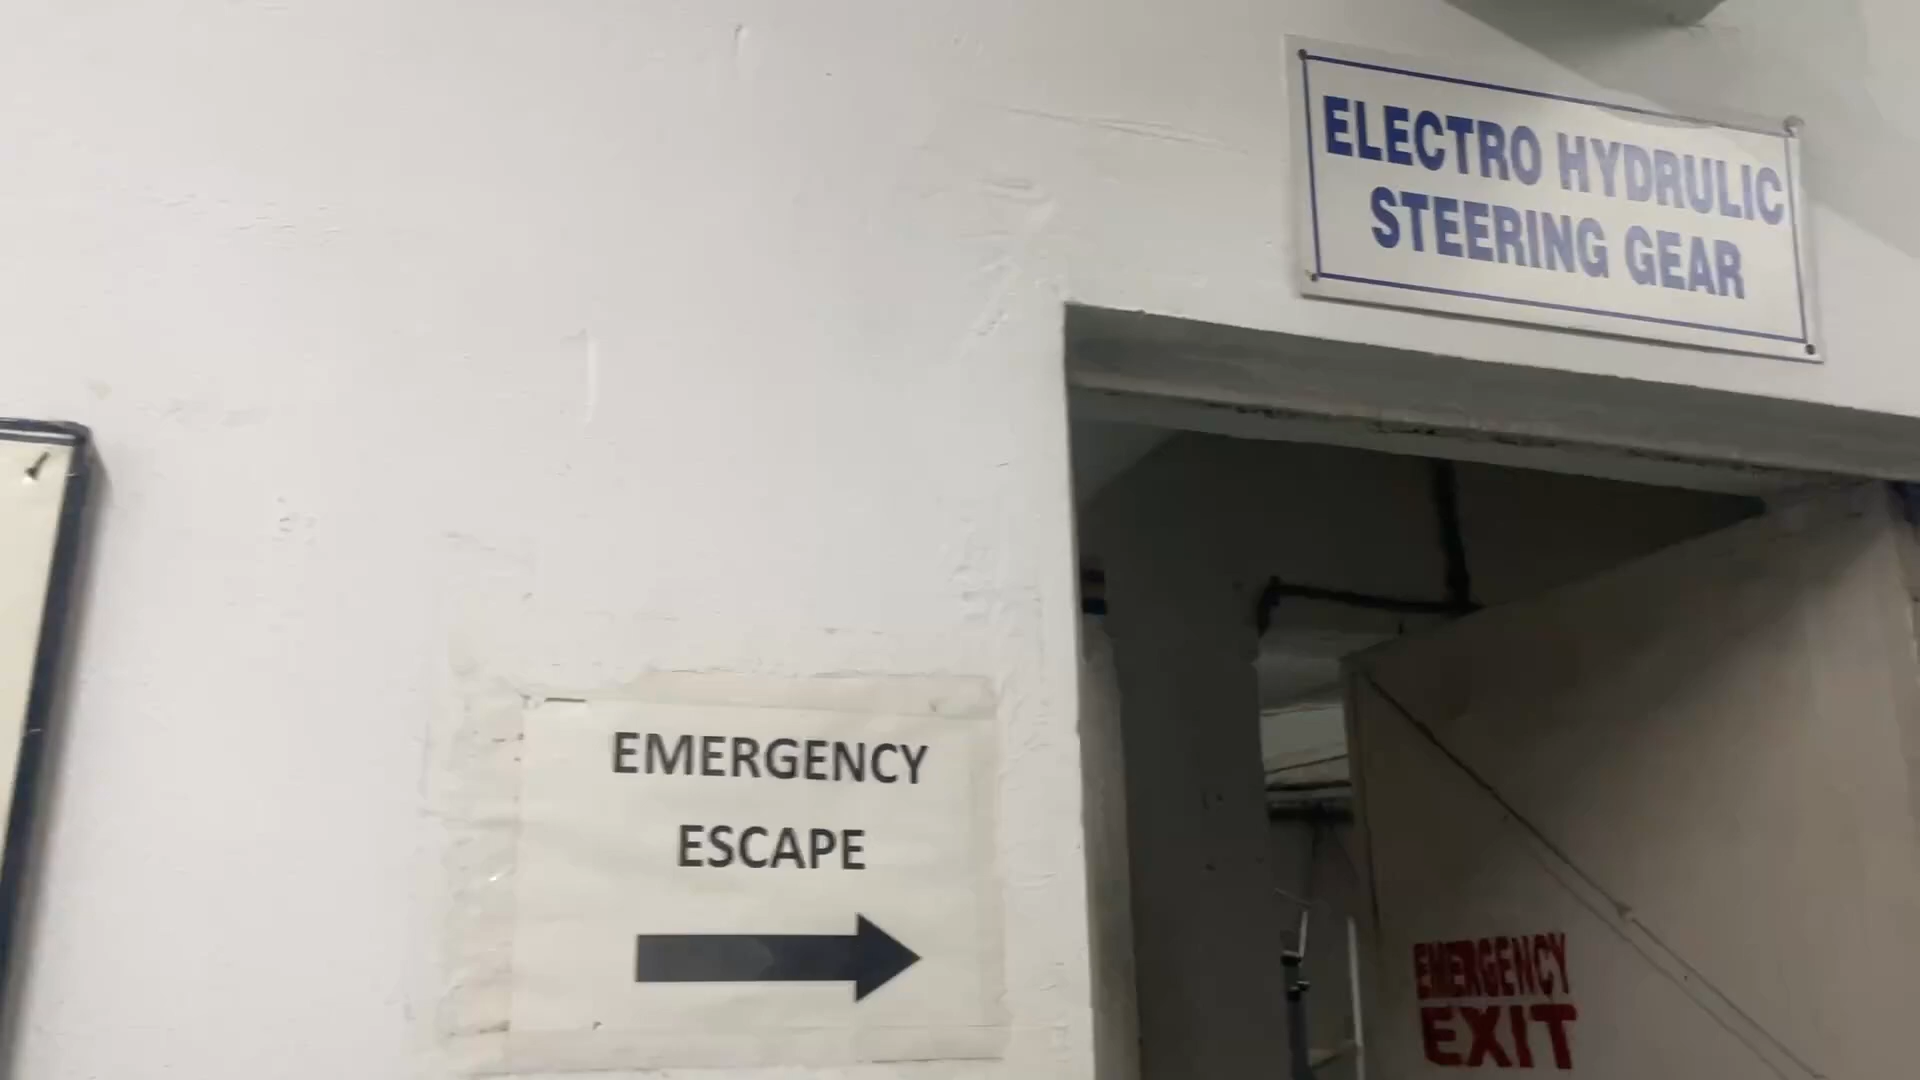 ELECTRO HYDRULIC
STEERING GEAR
EMERGENCY
ESCAPE
EMERGENCY
EXIT